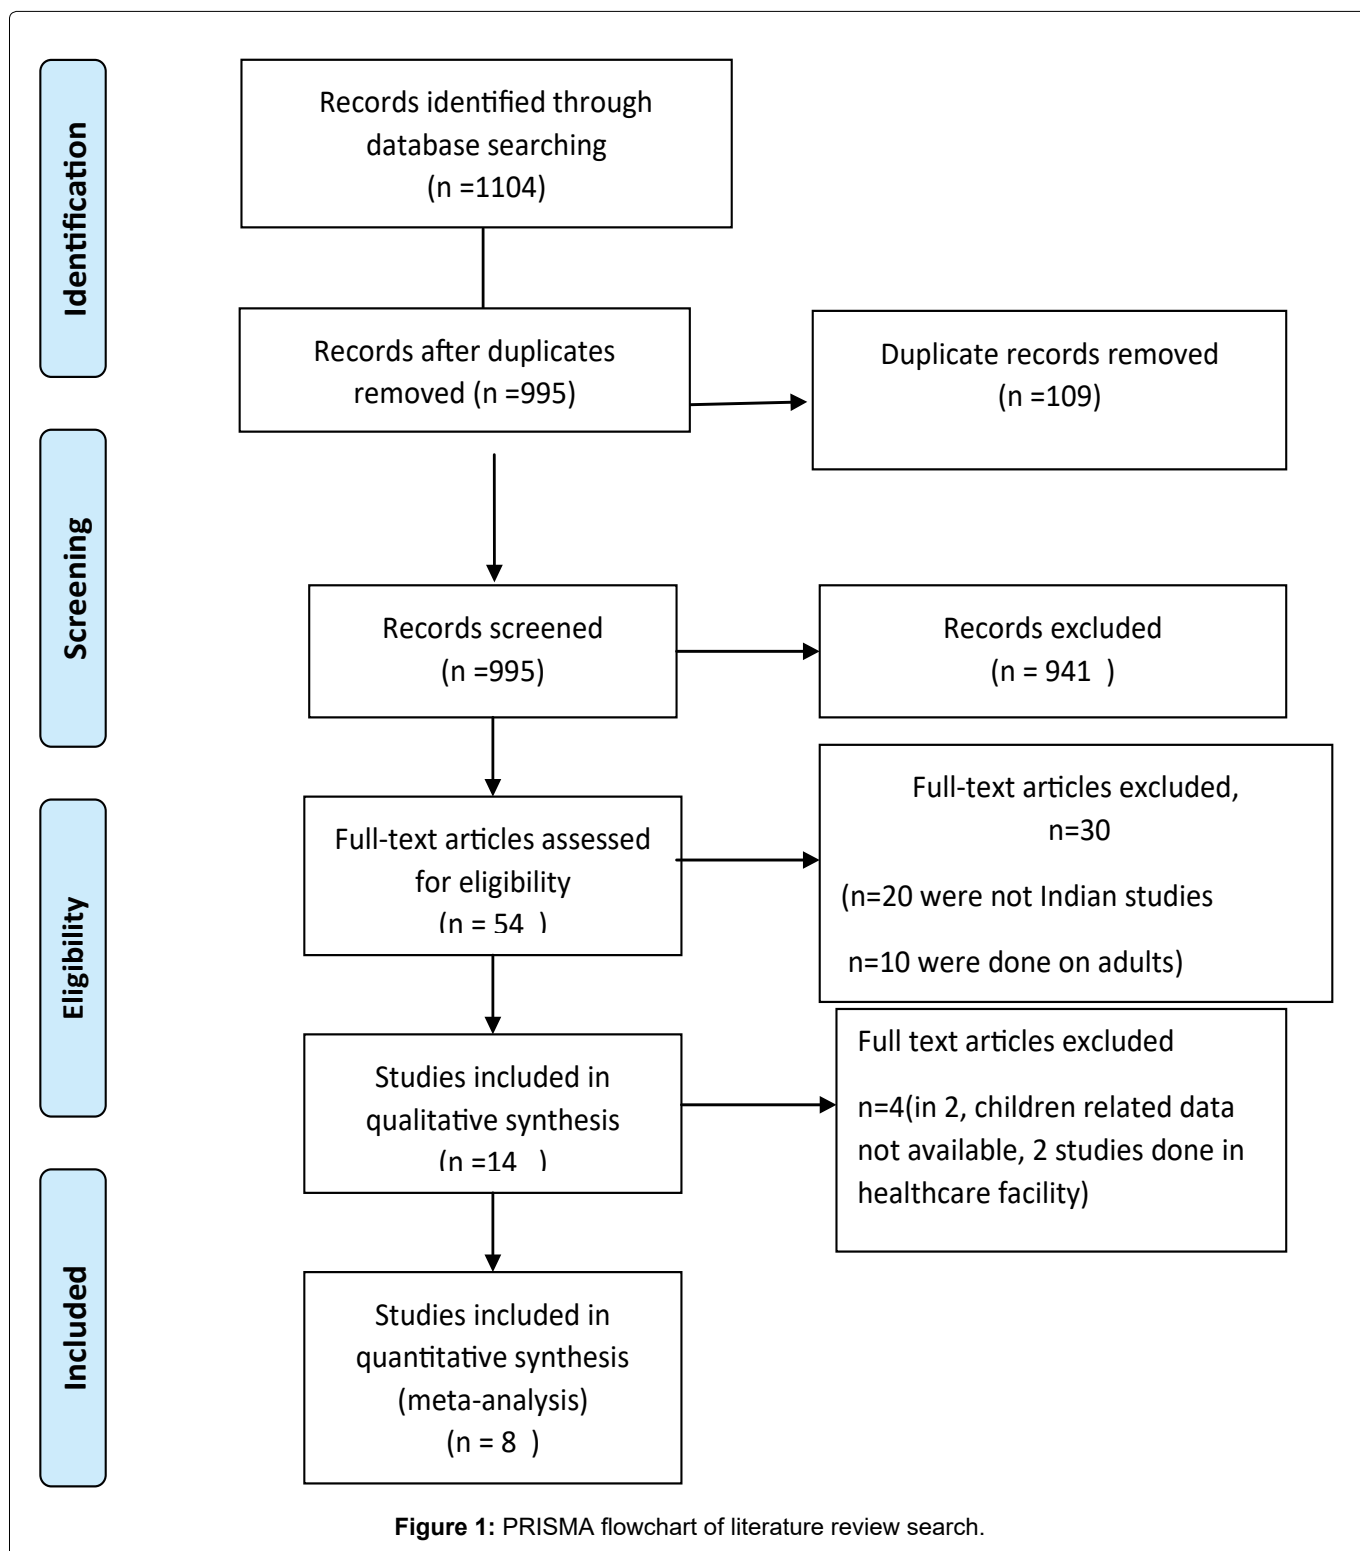 Identification
Records identified through
database searching
(n =1104)
Records after duplicates
removed (n =995)
Duplicate records removed
(n =109)
Screening
Records screened
(n =995)
Records excluded
(n = 941 )
Eligibility
Full-text articles assessed
for eligibility
(n = 54 )
Full-text articles excluded,
n=30
(n=20 were not Indian studies
n=10 were done on adults)
Studies included in
qualitative synthesis
(n =14 )
Full text articles excluded
n=4(in 2, children related data
not available, 2 studies done in
healthcare facility)
Included
Studies included in
quantitative synthesis
(meta-analysis)
(n = 8 )
Figure 1: PRISMA flowchart of literature review search.